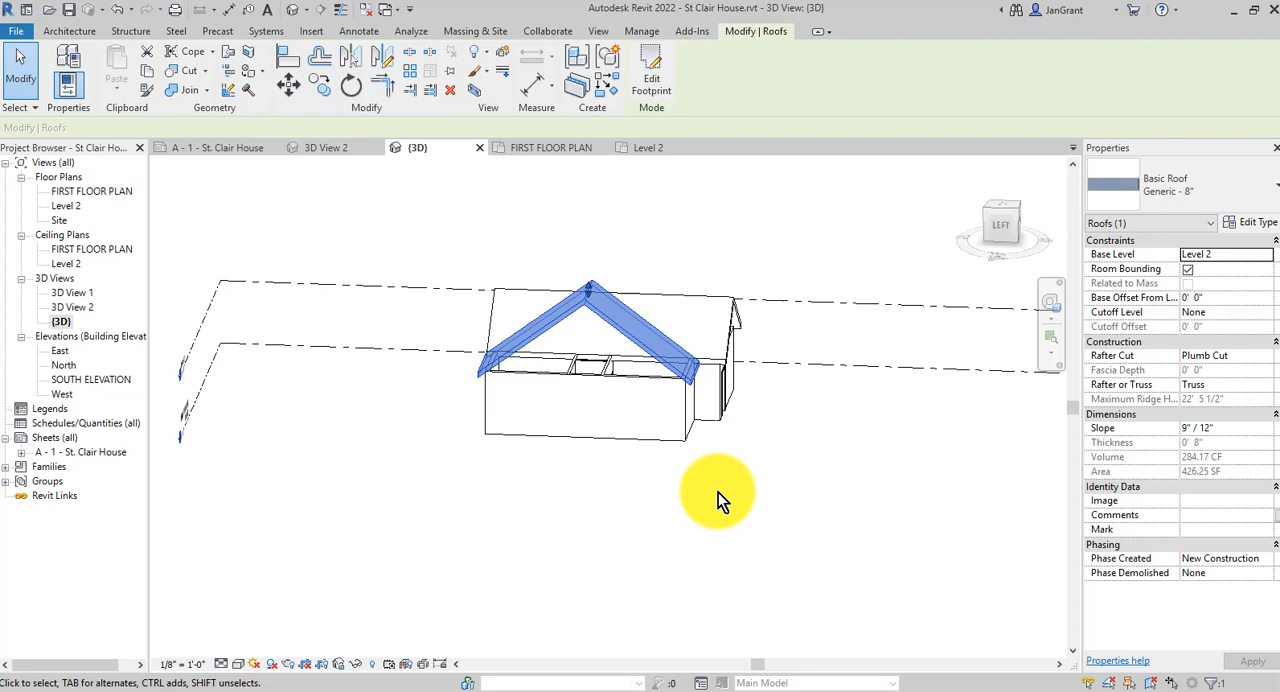 Autodesk Revit 2022 - St Clair House.rvt - 3D View: {3D}
JanGrant
File Architecture Structure Steel Precast Systems Insert Annotate Analyze Massing & Site Collaborate View Manage Add-Ins Modify | Roofs
Modify
Properties
Paste
Cope
Cut
Join
Edit
Footprint
Select Properties Clipboard Geometry Modify View Measure Create Mode
Modify | Roofs
Project Browser - St Clair Ho...
A - 1 - St. Clair House
3D View 2
{3D}
FIRST FLOOR PLAN
Level 2
Views (all)
Floor Plans
FIRST FLOOR PLAN
Level 2
Site
Ceiling Plans
FIRST FLOOR PLAN
Level 2
3D Views
3D View 1
3D View 2
{3D}
Elevations (Building Elevat
East
North
SOUTH ELEVATION
West
Legends
Schedules/Quantities (all)
Sheets (all)
A - 1 - St. Clair House
Families
Groups
Revit Links
LEFT
Properties
Basic Roof
Generic - 8"
Roofs (1)
Edit Type
Constraints
Base Level Level 2
Room Bounding
Related to Mass
Base Offset From L... 0' 0"
Cutoff Level None
Cutoff Offset 0' 0"
Construction
Rafter Cut Plumb Cut
Fascia Depth 0' 0"
Rafter or Truss Truss
Maximum Ridge H... 22' 5 1/2"
Dimensions
Slope 9" / 12"
Thickness 0' 8"
Volume 284.17 CF
Area 426.25 SF
Identity Data
Image
Comments
Mark
Phasing
Phase Created New Construction
Phase Demolished None
Properties help
Apply
1/8" = 1'-0"
Click to select, TAB for alternates, CTRL adds, SHIFT unselects.
:0
Main Model
:1